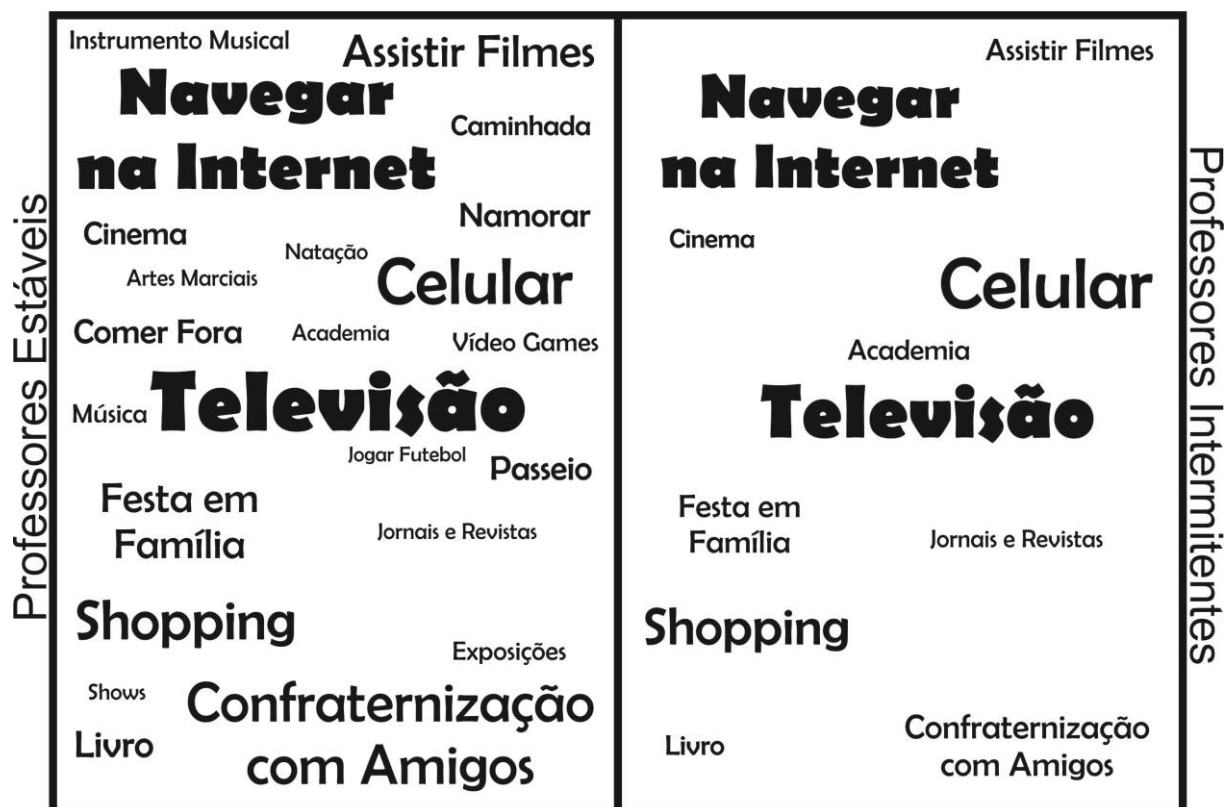 Professores Estáveis
Instrumento Musical
Assistir Filmes
Navegar
na Internet
Caminhada
Namorar
Cinema
Natação
Artes Marciais
Celular
Comer Fora
Academia
Vídeo Games
Música
Televisão
Jogar Futebol
Passeio
Festa em
Família
Jornais e Revistas
Shopping
Exposições
Shows
Confraternização
com Amigos
Livro
Assistir Filmes
Navegar
na Internet
Cinema
Celular
Academia
Televisão
Festa em
Família
Jornais e Revistas
Shopping
Livro
Confraternização
com Amigos
Professores Intermitentes